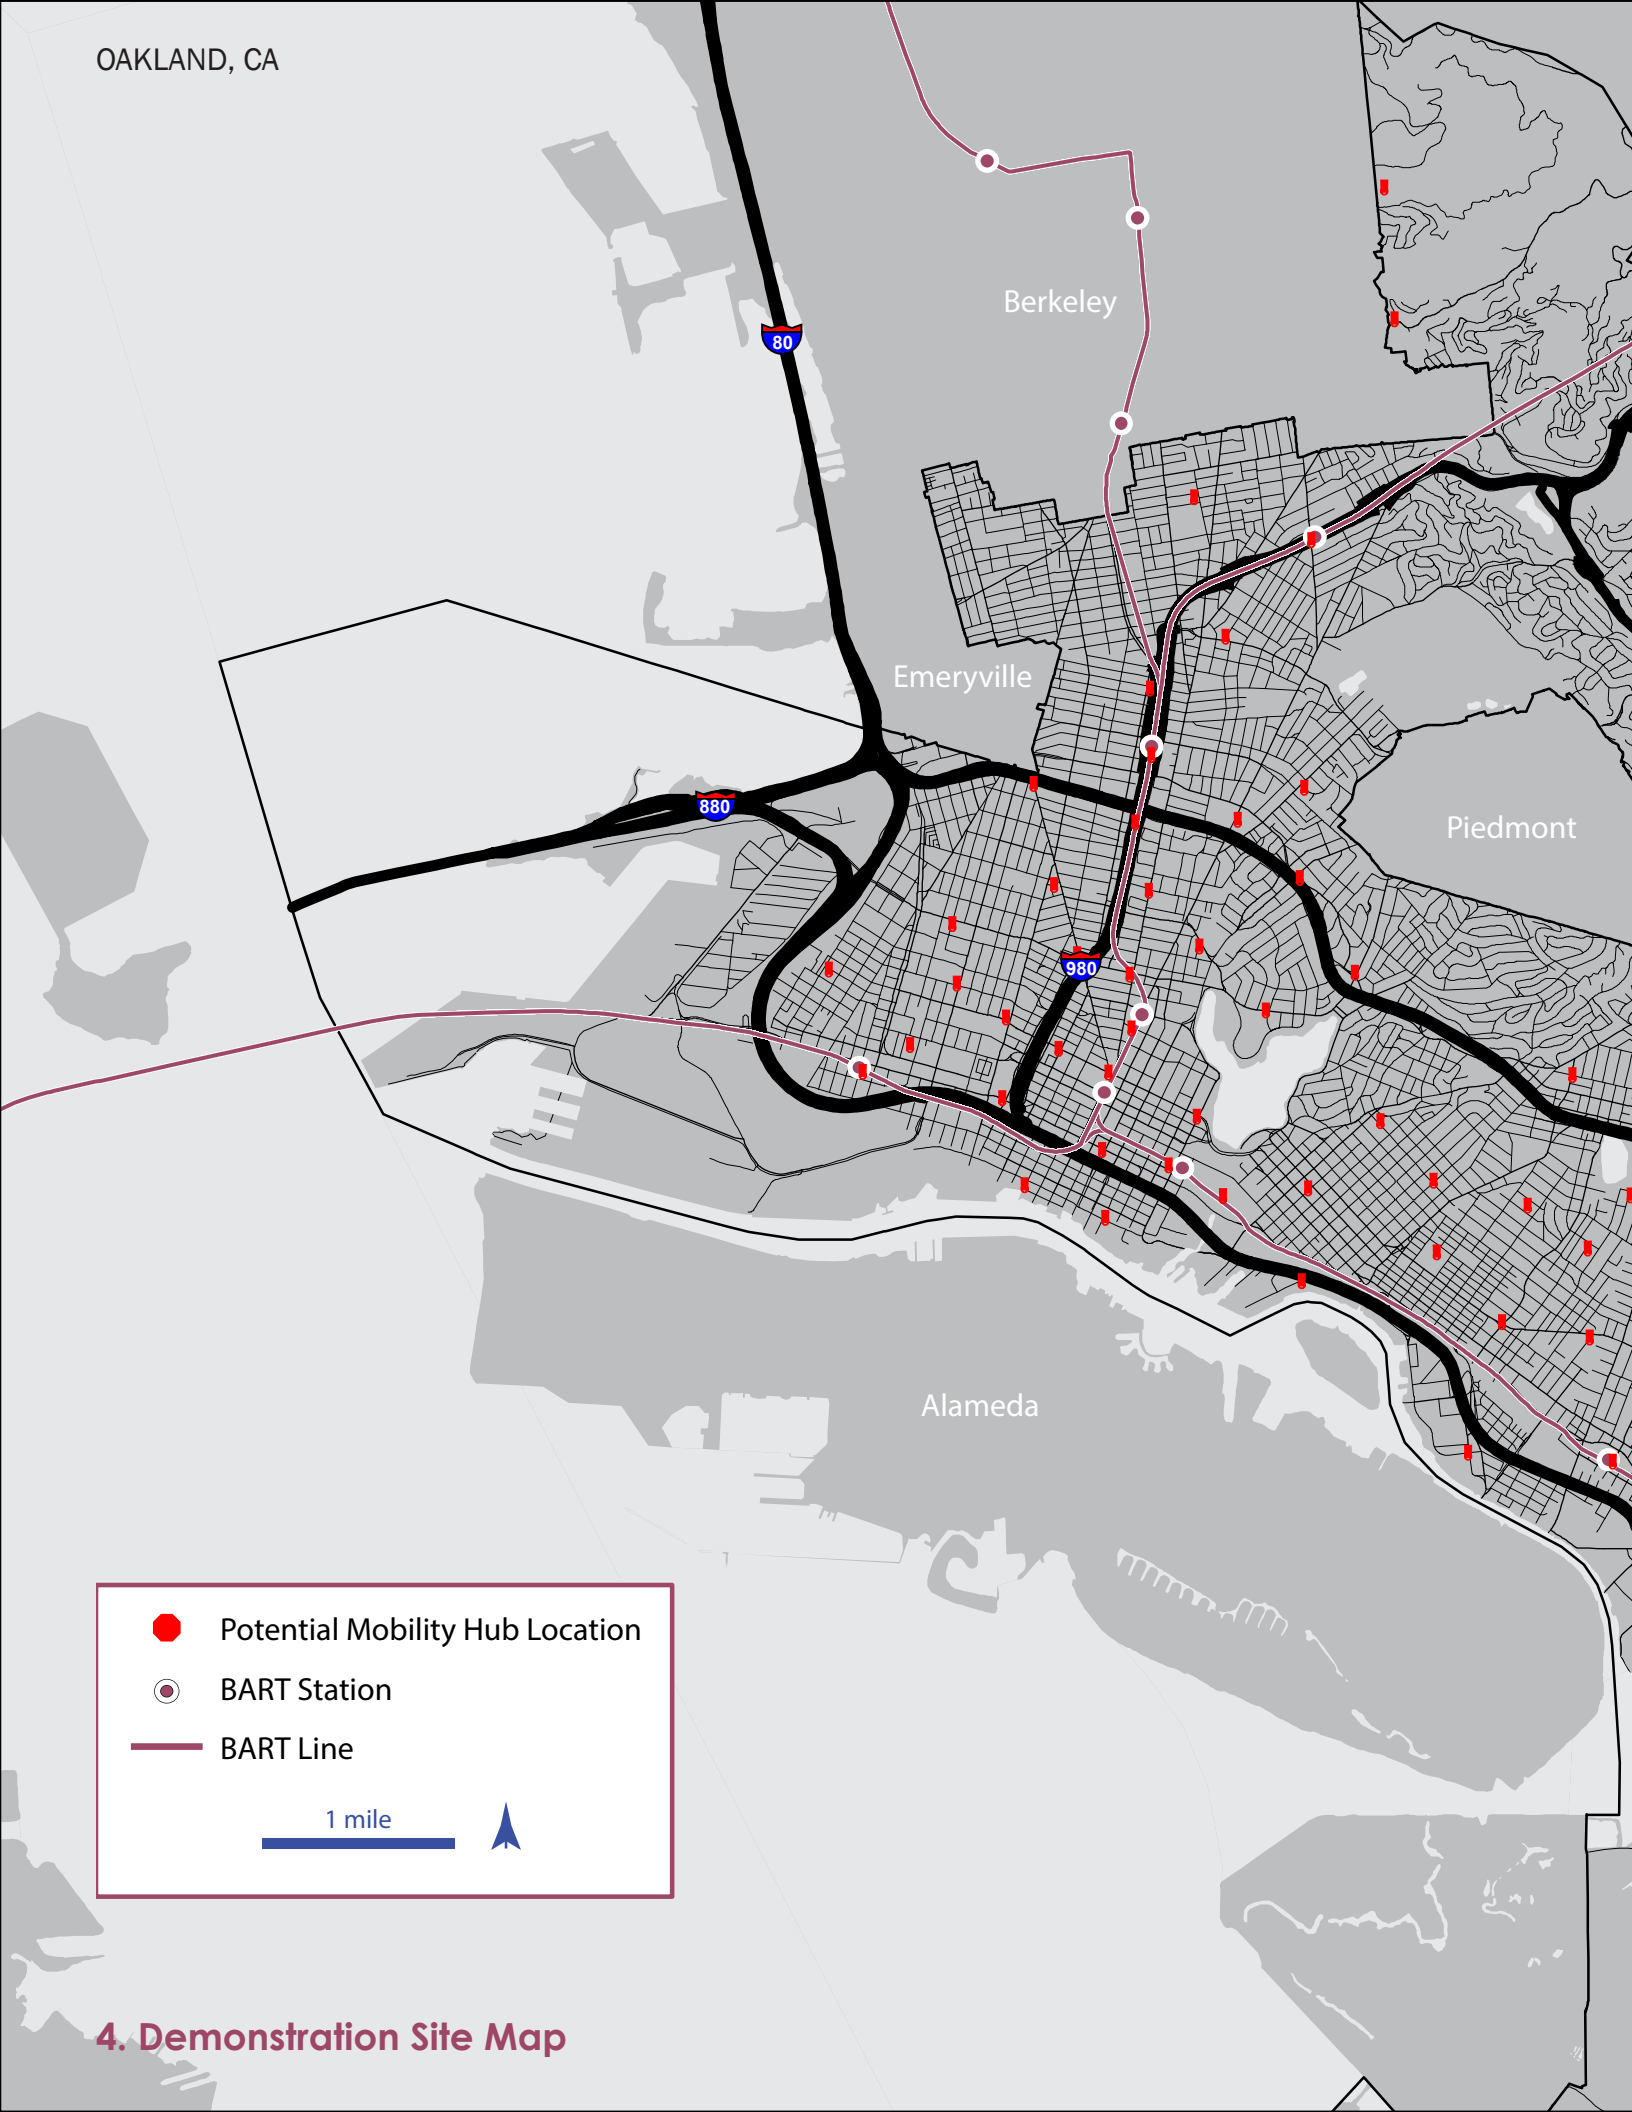 OAKLAND, CA
Berkeley
80
Emeryville
880
Piedmont
980
Alameda
Potential Mobility Hub Location
BART Station
BART Line
1 mile
4. Demonstration Site Map